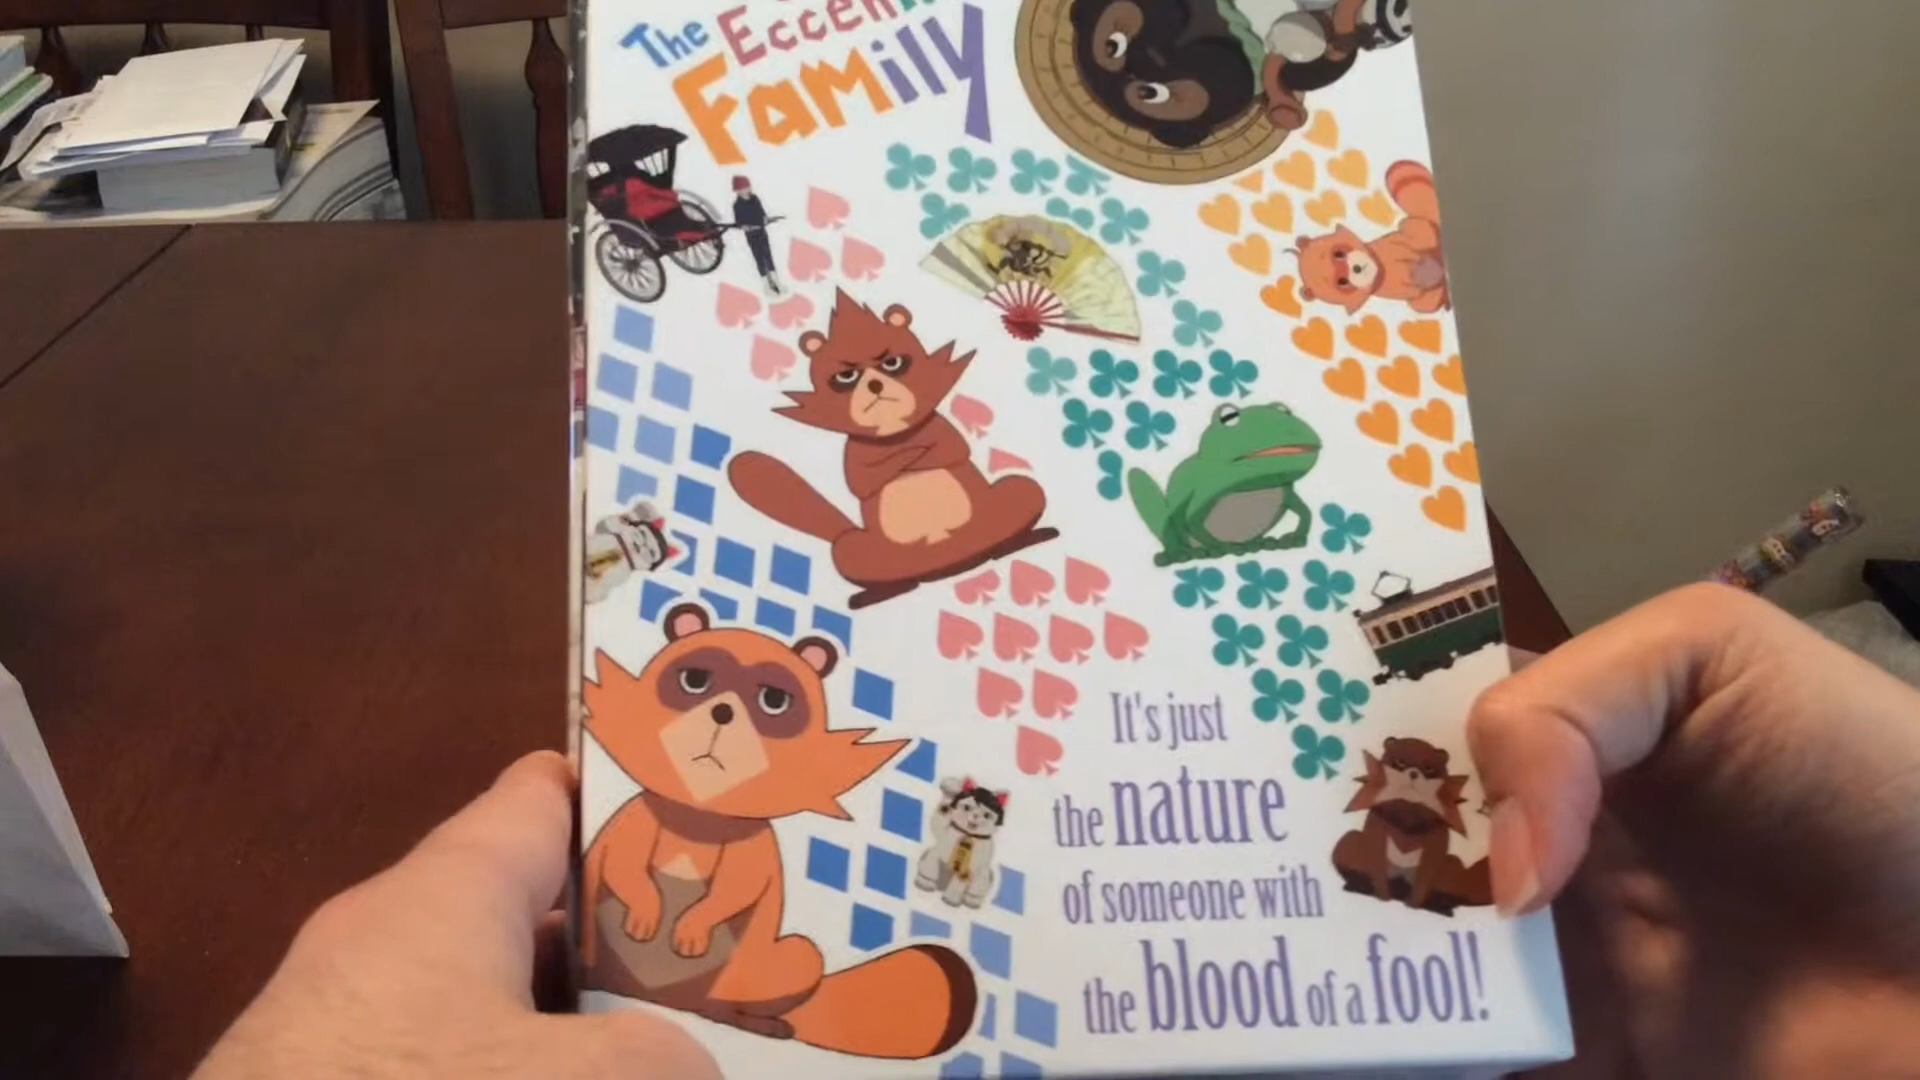 The
Family
It's just
the nature
of someone with
the blood of a fool!